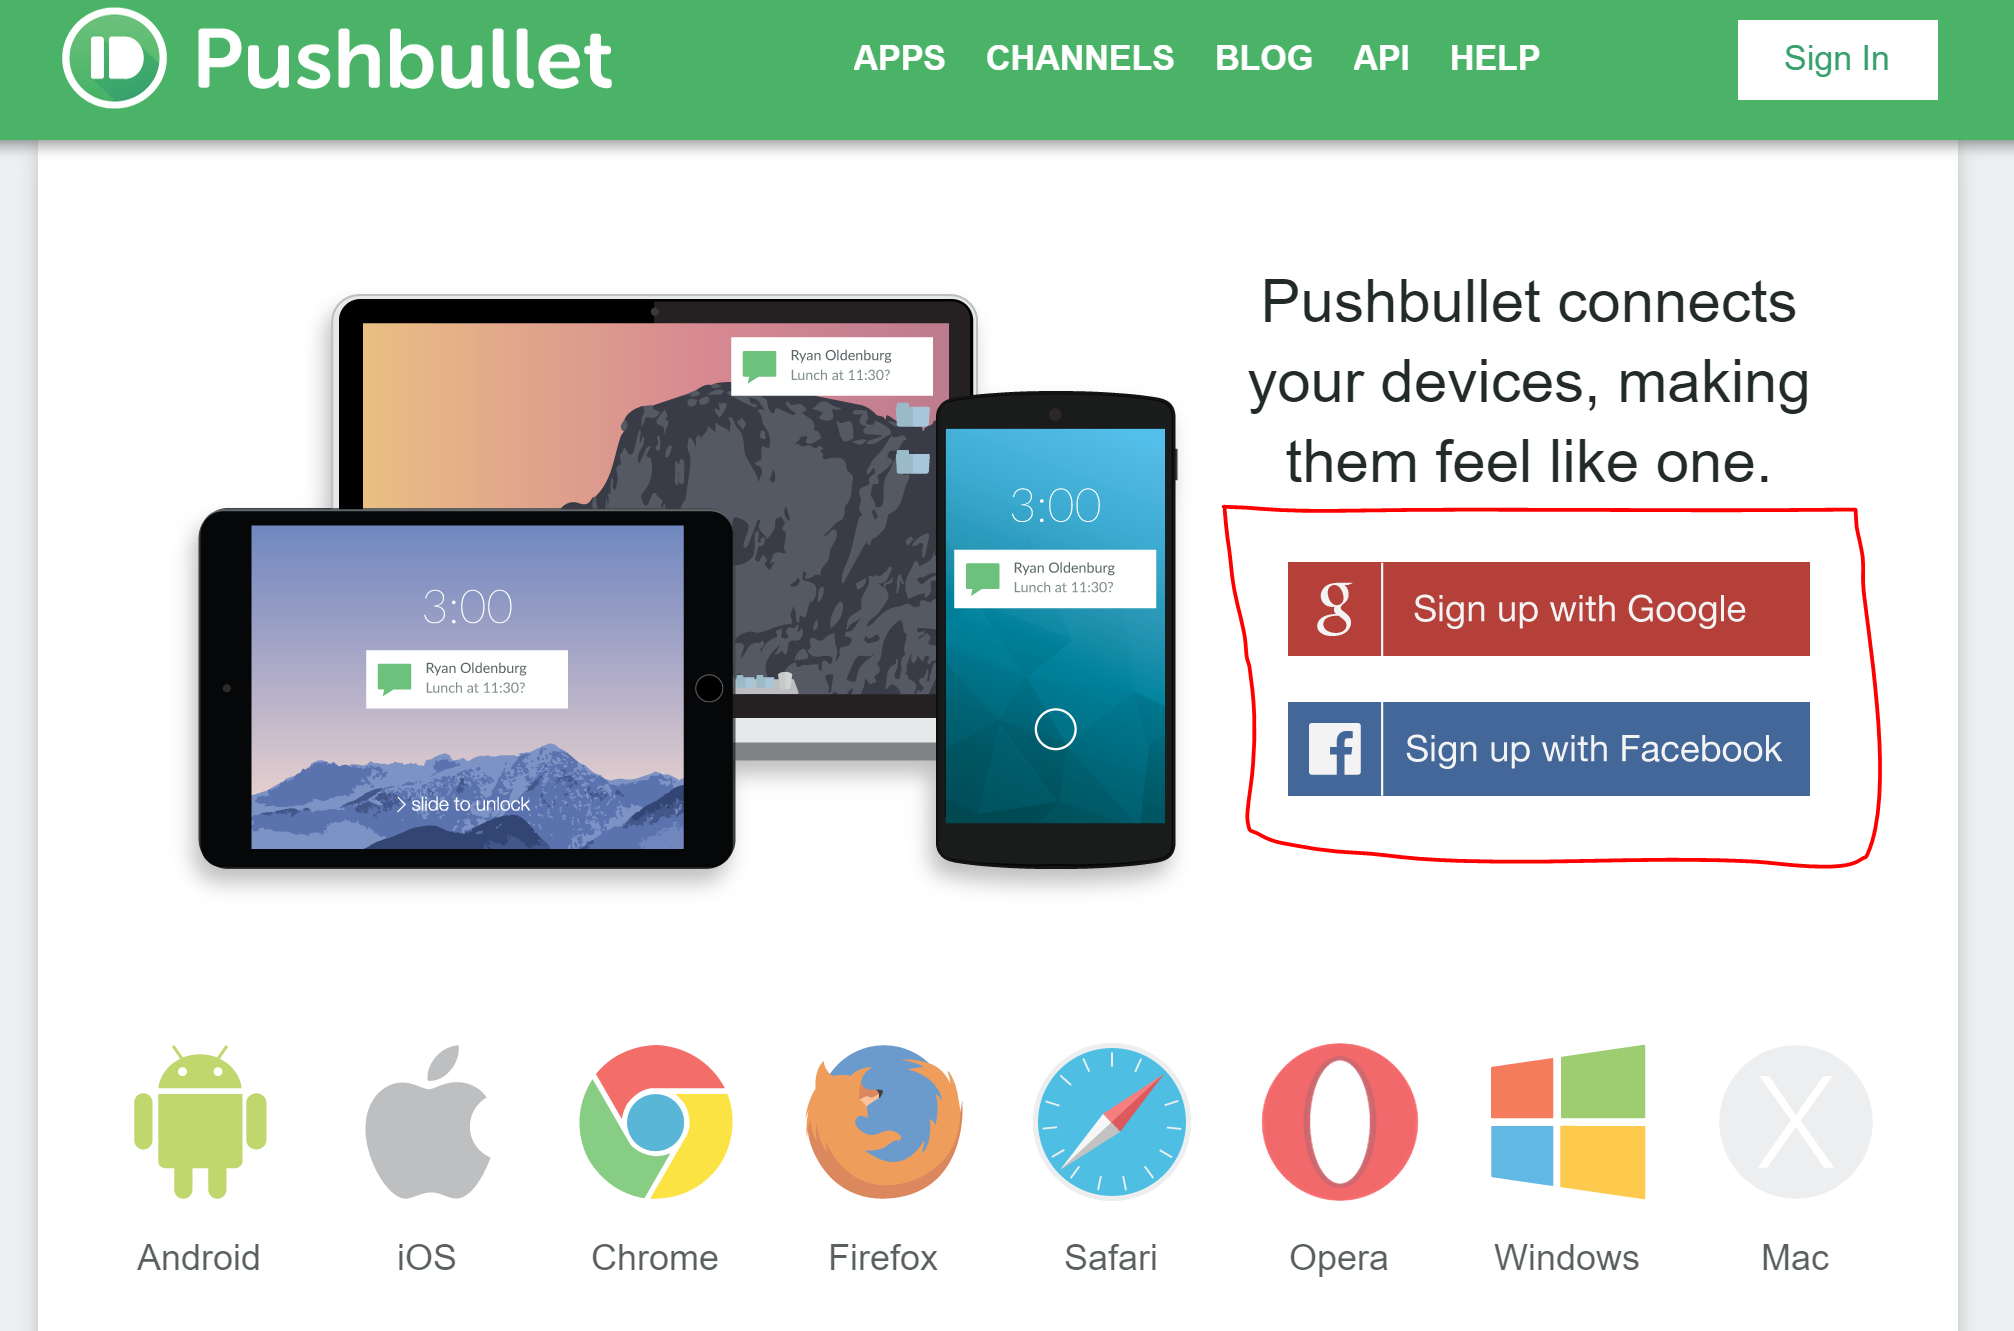 Pushbullet
APPS CHANNELS BLOG API HELP
Sign In
Ryan Oldenburg
Lunch at 11:30?
3:00
Ryan Oldenburg
Lunch at 11:30?
> slide to unlock
3:00
Ryan Oldenburg
Lunch at 11:30?
Pushbullet connects
your devices, making
them feel like one.
g Sign up with Google
f Sign up with Facebook
Android iOS Chrome Firefox Safari Opera Windows Mac